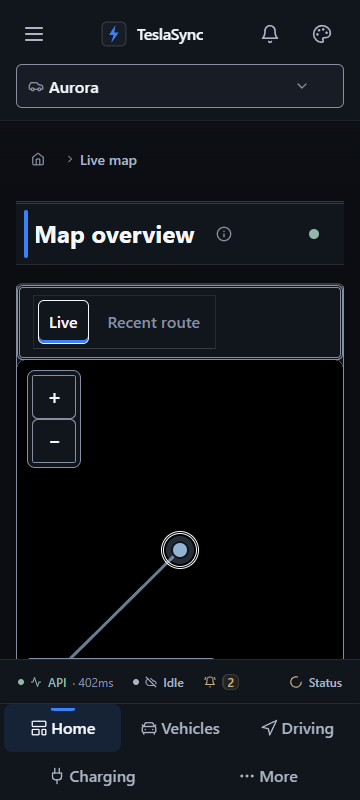 TeslaSync
Aurora
Live map
Map overview
Live
Recent route
+
−
API · 402ms
Idle
2
Status
Home
Vehicles
Driving
Charging
More